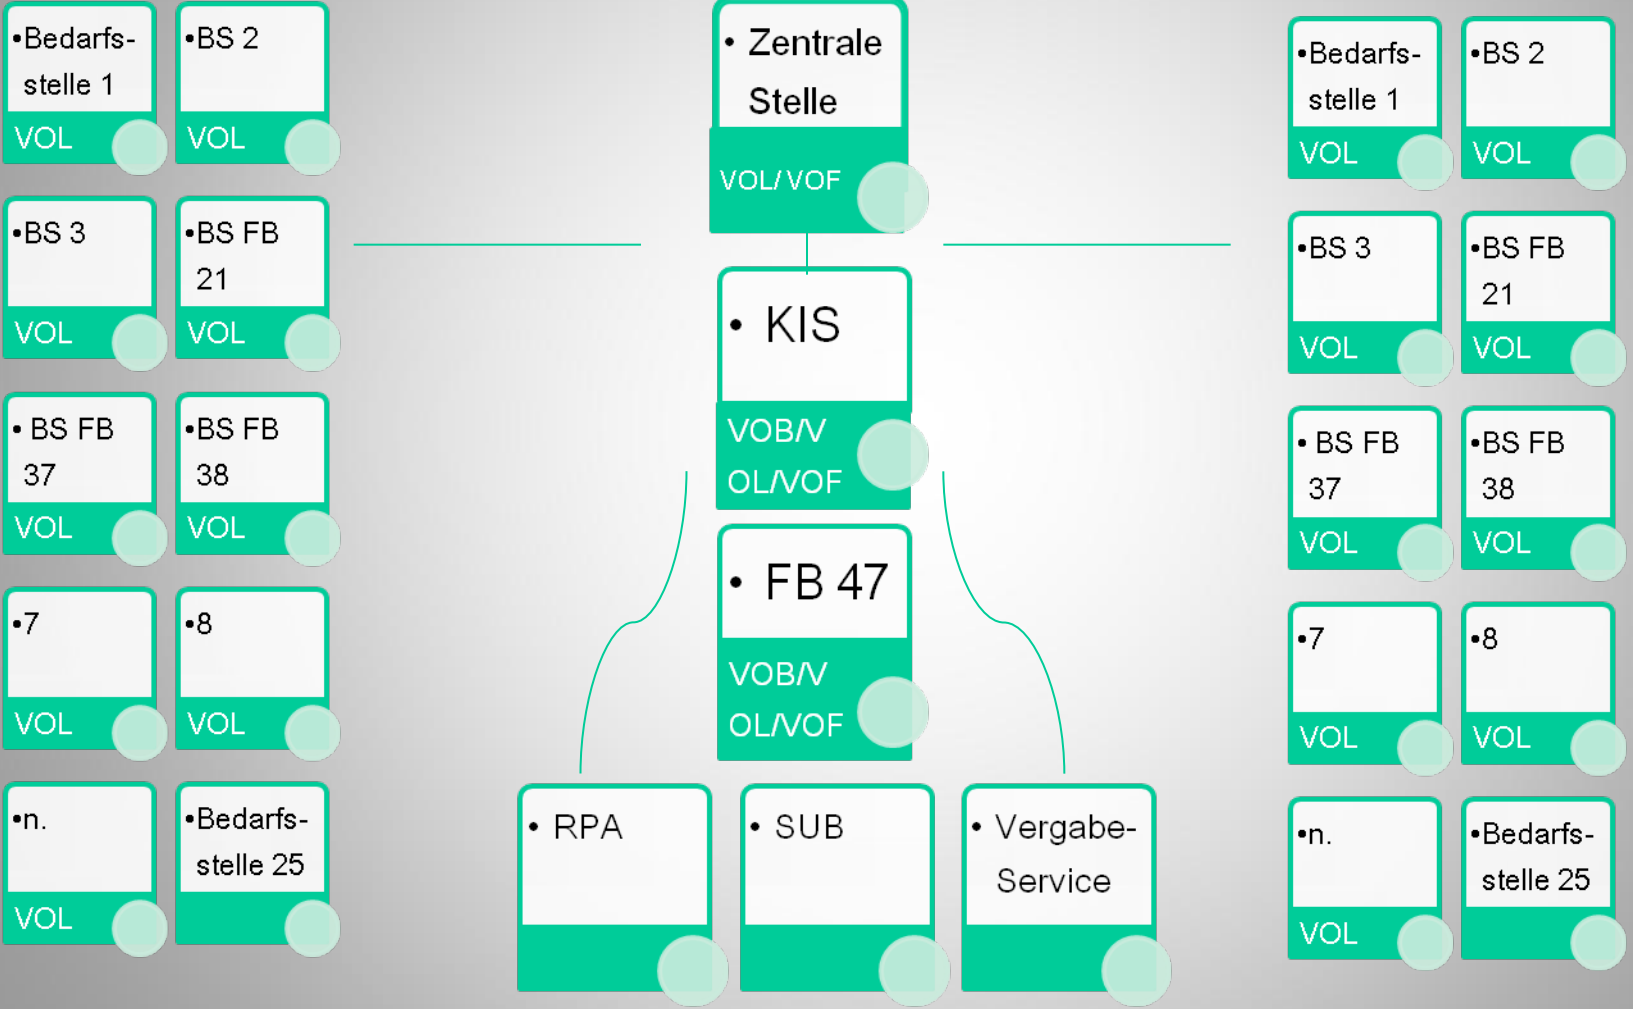 •Bedarfs-
stelle 1
VOL
•BS 2
VOL
•BS 3
VOL
•BS FB
21
VOL
• BS FB
37
VOL
•BS FB
38
VOL
•7
VOL
•8
VOL
•n.
VOL
•Bedarfs-
stelle 25
• Zentrale
Stelle
VOL/ VOF
• KIS
VOB/V
OL/VOF
• FB 47
VOB/V
OL/VOF
• RPA
• SUB
• Vergabe-
Service
•Bedarfs-
stelle 1
VOL
•BS 2
VOL
•BS 3
VOL
•BS FB
21
VOL
• BS FB
37
VOL
•BS FB
38
VOL
•7
VOL
•8
VOL
•n.
VOL
•Bedarfs-
stelle 25